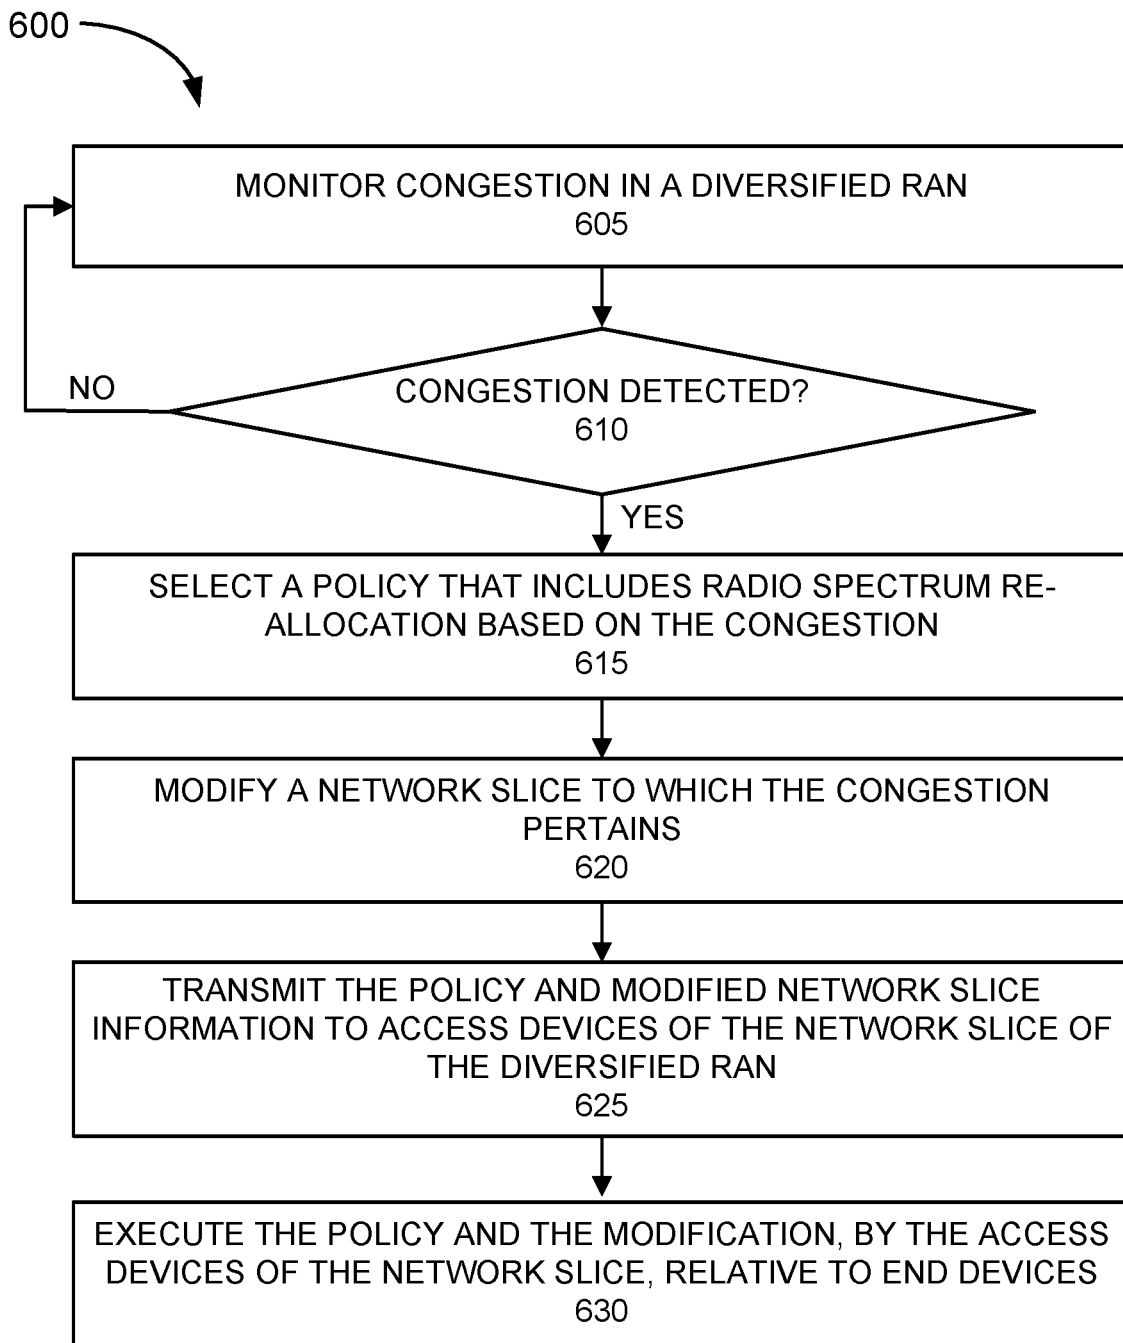 600
MONITOR CONGESTION IN A DIVERSIFIED RAN
605
CONGESTION DETECTED?
610
NO
YES
SELECT A POLICY THAT INCLUDES RADIO SPECTRUM RE-
ALLOCATION BASED ON THE CONGESTION
615
MODIFY A NETWORK SLICE TO WHICH THE CONGESTION
PERTAINS
620
TRANSMIT THE POLICY AND MODIFIED NETWORK SLICE
INFORMATION TO ACCESS DEVICES OF THE NETWORK SLICE OF
THE DIVERSIFIED RAN
625
EXECUTE THE POLICY AND THE MODIFICATION, BY THE ACCESS
DEVICES OF THE NETWORK SLICE, RELATIVE TO END DEVICES
630